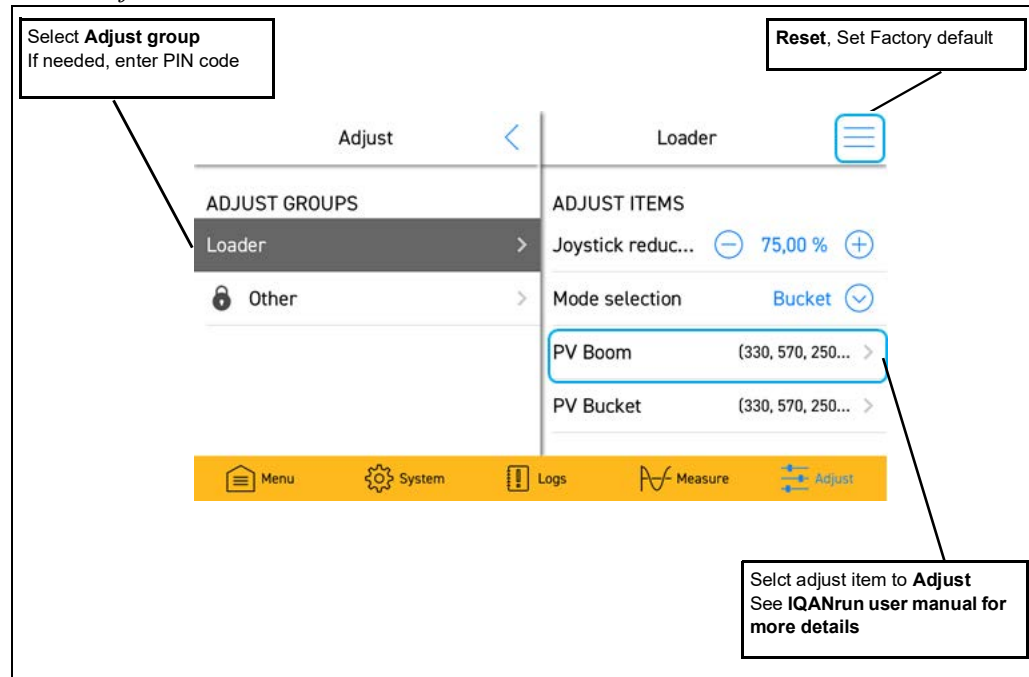 Select Adjust group
If needed, enter PIN code
Reset, Set Factory default
Adjust
Loader
ADJUST GROUPS
Loader
Other
ADJUST ITEMS
Joystick reduc... 75,00 %
Mode selection Bucket
PV Boom (330, 570, 250...
PV Bucket (330, 570, 250...
Menu System Logs Measure Adjust
Selct adjust item to Adjust
See IQANrun user manual for
more details